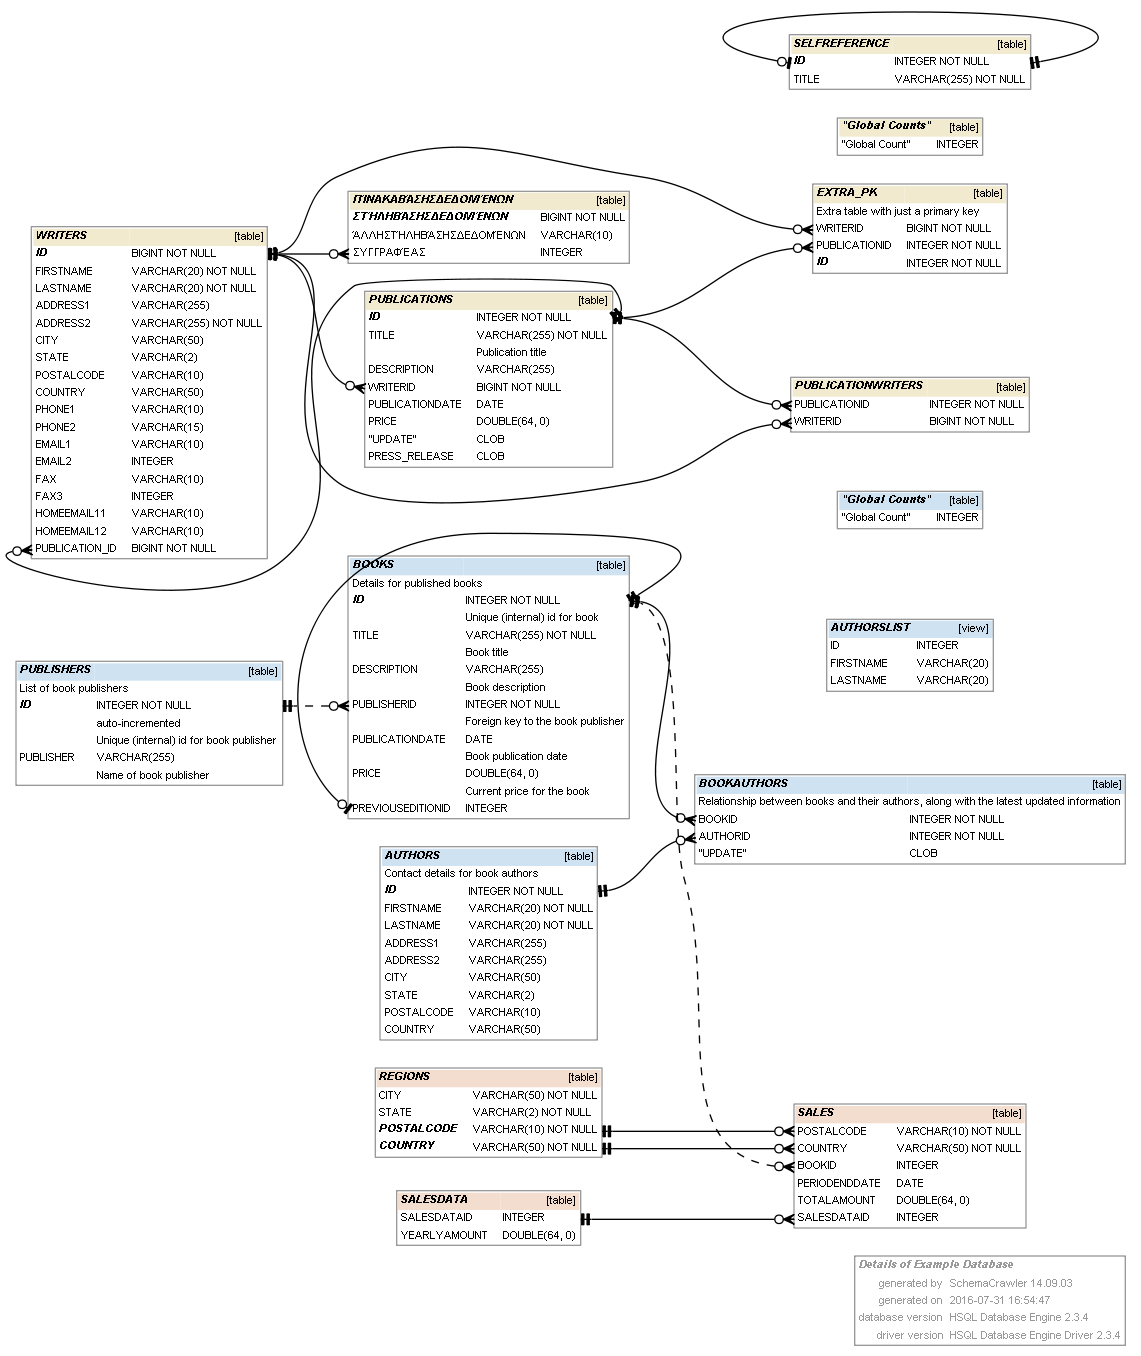 SELFREFERENCE [table]
ID INTEGER NOT NULL
TITLE VARCHAR(255) NOT NULL
"Global Counts" [table]
"Global Count" INTEGER
EXTRA_PK [table]
Extra table with just a primary key
WRITERID BIGINT NOT NULL
PUBLICATIONID INTEGER NOT NULL
ID INTEGER NOT NULL
ΠΊΝΑΚΑΒΆΣΗΣΔΕΔΟΜΈΝΩΝ [table]
ΣΤΉΛΗΒΆΣΗΣΔΕΔΟΜΈΝΩΝ BIGINT NOT NULL
ΆΛΛΗΣΤΉΛΗΒΆΣΗΣΔΕΔΟΜΈΝΩΝ VARCHAR(10)
ΣΥΓΓΡΑΦΈΑΣ INTEGER
WRITERS [table]
ID BIGINT NOT NULL
FIRSTNAME VARCHAR(20) NOT NULL
LASTNAME VARCHAR(20) NOT NULL
ADDRESS1 VARCHAR(255)
ADDRESS2 VARCHAR(255) NOT NULL
CITY VARCHAR(50)
STATE VARCHAR(2)
POSTALCODE VARCHAR(10)
COUNTRY VARCHAR(50)
PHONE1 VARCHAR(10)
PHONE2 VARCHAR(15)
EMAIL1 VARCHAR(10)
EMAIL2 INTEGER
FAX VARCHAR(10)
FAX3 INTEGER
HOMEEMAIL11 VARCHAR(10)
HOMEEMAIL12 VARCHAR(10)
PUBLICATION_ID BIGINT NOT NULL
PUBLICATIONS [table]
ID INTEGER NOT NULL
TITLE VARCHAR(255) NOT NULL
Publication title
DESCRIPTION VARCHAR(255)
WRITERID BIGINT NOT NULL
PUBLICATIONDATE DATE
PRICE DOUBLE(64, 0)
"UPDATE" CLOB
PRESS_RELEASE CLOB
PUBLICATIONWRITERS [table]
PUBLICATIONID INTEGER NOT NULL
WRITERID BIGINT NOT NULL
"Global Counts" [table]
"Global Count" INTEGER
BOOKS [table]
Details for published books
ID INTEGER NOT NULL
Unique (internal) id for book
TITLE VARCHAR(255) NOT NULL
Book title
DESCRIPTION VARCHAR(255)
Book description
PUBLISHERID INTEGER NOT NULL
Foreign key to the book publisher
PUBLICATIONDATE DATE
Book publication date
PRICE DOUBLE(64, 0)
Current price for the book
PREVIOUSEDITIONID INTEGER
AUTHORSLIST [view]
ID INTEGER
FIRSTNAME VARCHAR(20)
LASTNAME VARCHAR(20)
PUBLISHERS [table]
List of book publishers
ID INTEGER NOT NULL
auto-incremented
Unique (internal) id for book publisher
PUBLISHER VARCHAR(255)
Name of book publisher
BOOKAUTHORS [table]
Relationship between books and their authors, along with the latest updated information
BOOKID INTEGER NOT NULL
AUTHORID INTEGER NOT NULL
"UPDATE" CLOB
AUTHORS [table]
Contact details for book authors
ID INTEGER NOT NULL
FIRSTNAME VARCHAR(20) NOT NULL
LASTNAME VARCHAR(20) NOT NULL
ADDRESS1 VARCHAR(255)
ADDRESS2 VARCHAR(255)
CITY VARCHAR(50)
STATE VARCHAR(2)
POSTALCODE VARCHAR(10)
COUNTRY VARCHAR(50)
REGIONS [table]
CITY VARCHAR(50) NOT NULL
STATE VARCHAR(2) NOT NULL
POSTALCODE VARCHAR(10) NOT NULL
COUNTRY VARCHAR(50) NOT NULL
SALES [table]
POSTALCODE VARCHAR(10) NOT NULL
COUNTRY VARCHAR(50) NOT NULL
BOOKID INTEGER
PERIODENDDATE DATE
TOTALAMOUNT DOUBLE(64, 0)
SALESDATAID INTEGER
SALESDATA [table]
SALESDATAID INTEGER
YEARLYAMOUNT DOUBLE(64, 0)
Details of Example Database
generated by SchemaCrawler 14.09.03
generated on 2016-07-31 16:54:47
database version HSQL Database Engine 2.3.4
driver version HSQL Database Engine Driver 2.3.4